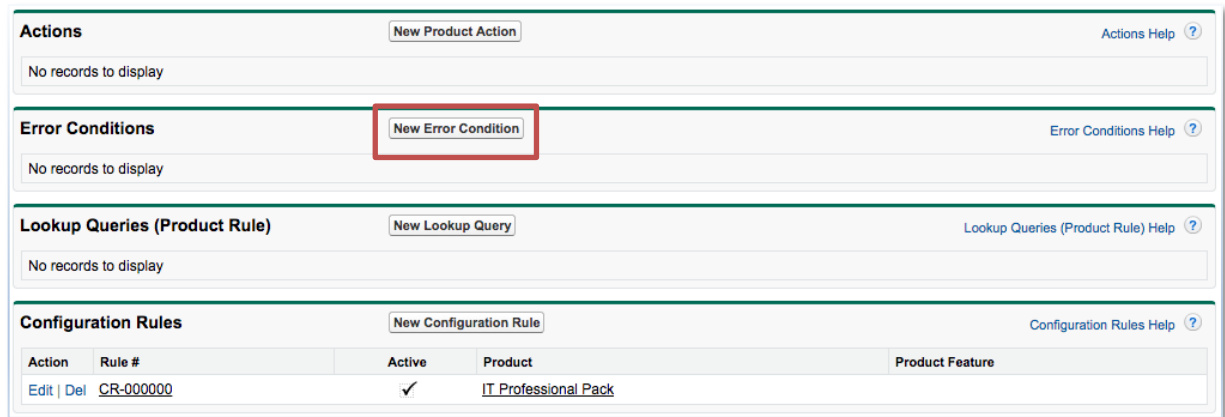 Actions New Product Action Actions Help ?
No records to display
Error Conditions New Error Condition Error Conditions Help ?
No records to display
Lookup Queries (Product Rule) New Lookup Query Lookup Queries (Product Rule) Help ?
No records to display
Configuration Rules New Configuration Rule Configuration Rules Help ?
Action Rule # Active Product Product Feature
Edit | Del CR-000000 ✓ IT Professional Pack